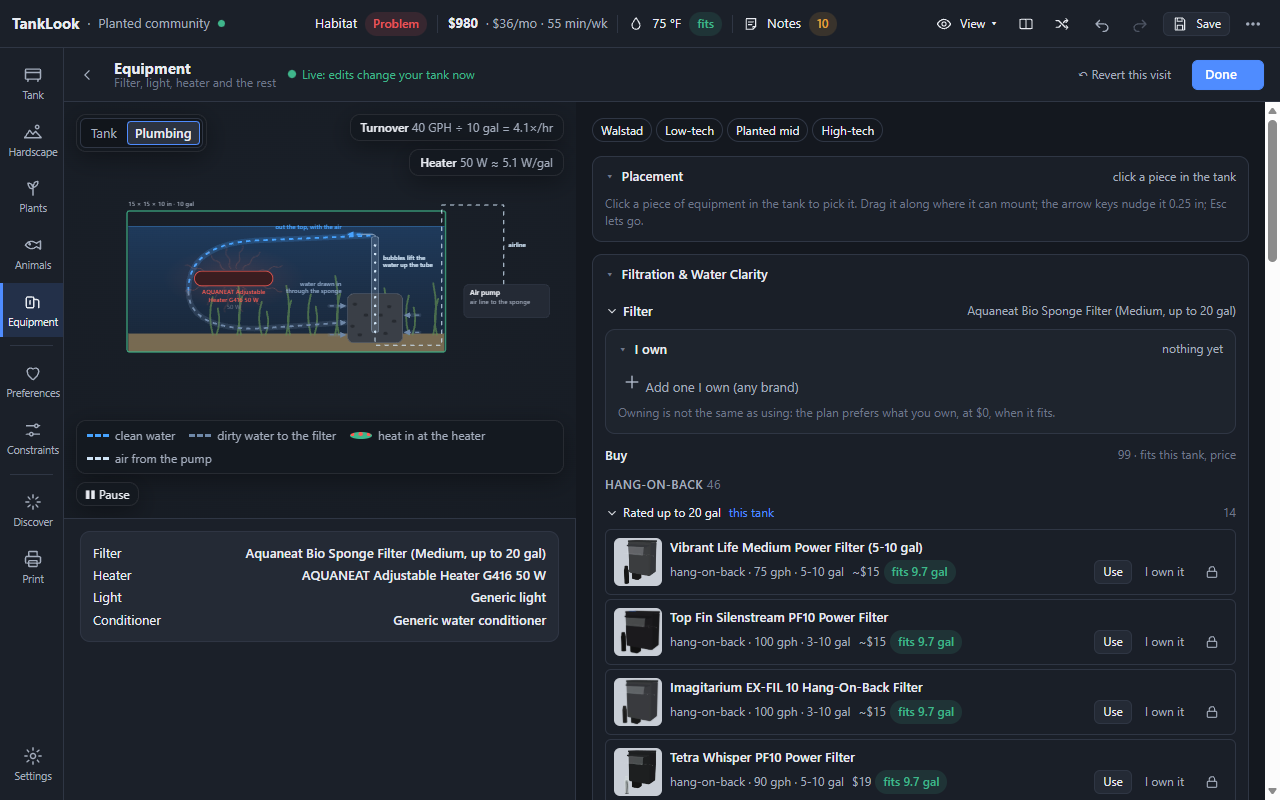 TankLook · Planted community
Habitat Problem $980 · $36/mo · 55 min/wk 75 °F fits Notes 10 View Save
Equipment
Filter, light, heater and the rest
Live: edits change your tank now
Revert this visit
Done
Tank
Hardscape
Plants
Animals
Equipment
Preferences
Constraints
Discover
Print
Settings
Tank Plumbing
Turnover 40 GPH ÷ 10 gal = 4.1×/hr
Heater 50 W ≈ 5.1 W/gal
15 × 15 × 10 in · 10 gal
out the top, with the air
airline
bubbles lift the
water up the tube
water drawn in
through the sponge
AQUANEAT Adjustable
Heater G416 50 W
50 W
Air pump
air line to the sponge
clean water dirty water to the filter heat in at the heater
air from the pump
Pause
Filter Aquaneat Bio Sponge Filter (Medium, up to 20 gal)
Heater AQUANEAT Adjustable Heater G416 50 W
Light Generic light
Conditioner Generic water conditioner
Walstad Low-tech Planted mid High-tech
Placement click a piece in the tank
Click a piece of equipment in the tank to pick it. Drag it along where it can mount; the arrow keys nudge it 0.25 in; Esc
lets go.
Filtration & Water Clarity
Filter Aquaneat Bio Sponge Filter (Medium, up to 20 gal)
I own nothing yet
Add one I own (any brand)
Owning is not the same as using: the plan prefers what you own, at $0, when it fits.
Buy 99 · fits this tank, price
HANG-ON-BACK 46
Rated up to 20 gal this tank 14
Vibrant Life Medium Power Filter (5-10 gal)
hang-on-back · 75 gph · 5-10 gal ~$15 fits 9.7 gal Use I own it
Top Fin Silenstream PF10 Power Filter
hang-on-back · 100 gph · 3-10 gal ~$15 fits 9.7 gal Use I own it
Imagitarium EX-FIL 10 Hang-On-Back Filter
hang-on-back · 100 gph · 3-10 gal ~$15 fits 9.7 gal Use I own it
Tetra Whisper PF10 Power Filter
hang-on-back · 90 gph · 5-10 gal $19 fits 9.7 gal Use I own it